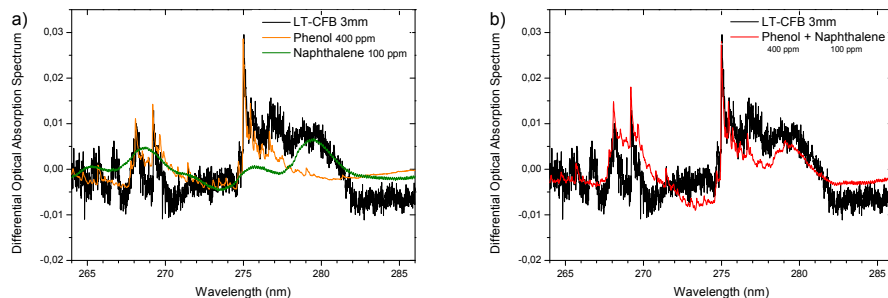 a)
LT-CFB 3mm
Phenol 400 ppm
Naphthalene 100 ppm
0,03
0,02
0,01
0,00
-0,01
-0,02
265 270 275 280 285
Wavelength (nm)
Differential Optical Absorption Spectrum
b)
LT-CFB 3mm
Phenol + Naphthalene
400 ppm 100 ppm
0,03
0,02
0,01
0,00
-0,01
-0,02
265 270 275 280 285
Wavelength (nm)
Differential Optical Absorption Spectrum